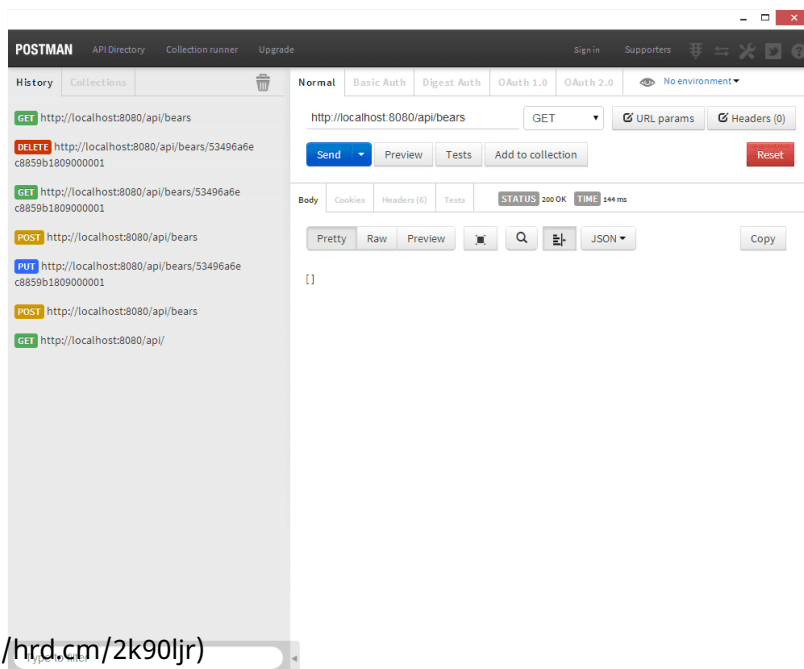 POSTMAN API Directory Collection runner Upgrade Sign in Supporters
History Collections
Normal Basic Auth Digest Auth OAuth 1.0 OAuth 2.0 No environment
GET http://localhost:8080/api/bears
DELETE http://localhost:8080/api/bears/53496a6e
c8859b1809000001
GET http://localhost:8080/api/bears/53496a6e
c8859b1809000001
POST http://localhost:8080/api/bears
PUT http://localhost:8080/api/bears/53496a6e
c8859b1809000001
POST http://localhost:8080/api/bears
GET http://localhost:8080/api/
http://localhost:8080/api/bears GET URL params Headers (0)
Send Preview Tests Add to collection Reset
Body Cookies Headers (6) Tests STATUS 200 OK TIME 144 ms
Pretty Raw Preview JSON Copy
[]
/hrd.cm/2k90ljr)
Type to filter